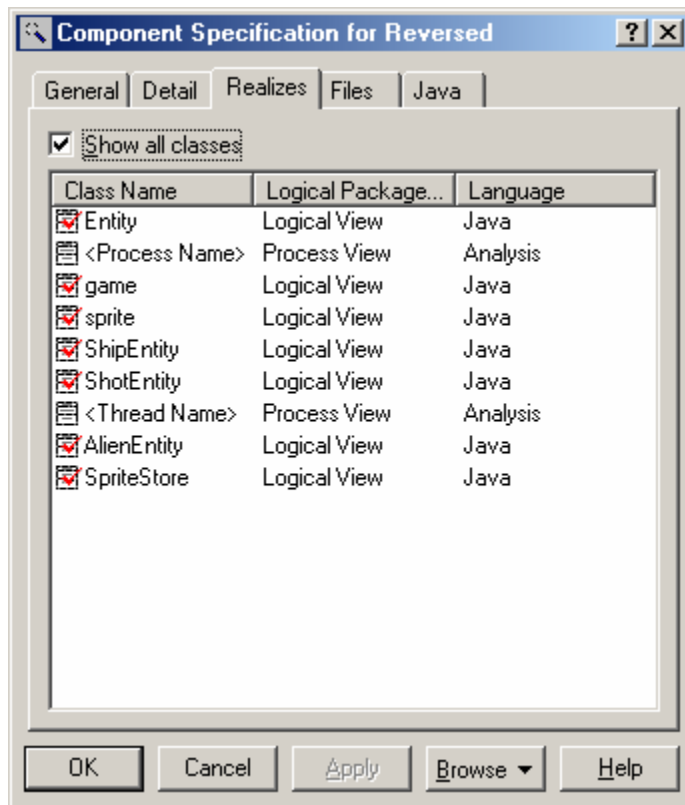 Component Specification for Reversed
General Detail Realizes Files Java
Show all classes
Class Name Logical Package... Language
Entity Logical View Java
<Process Name> Process View Analysis
game Logical View Java
sprite Logical View Java
ShipEntity Logical View Java
ShotEntity Logical View Java
<Thread Name> Process View Analysis
AlienEntity Logical View Java
SpriteStore Logical View Java
OK Cancel Apply Browse Help